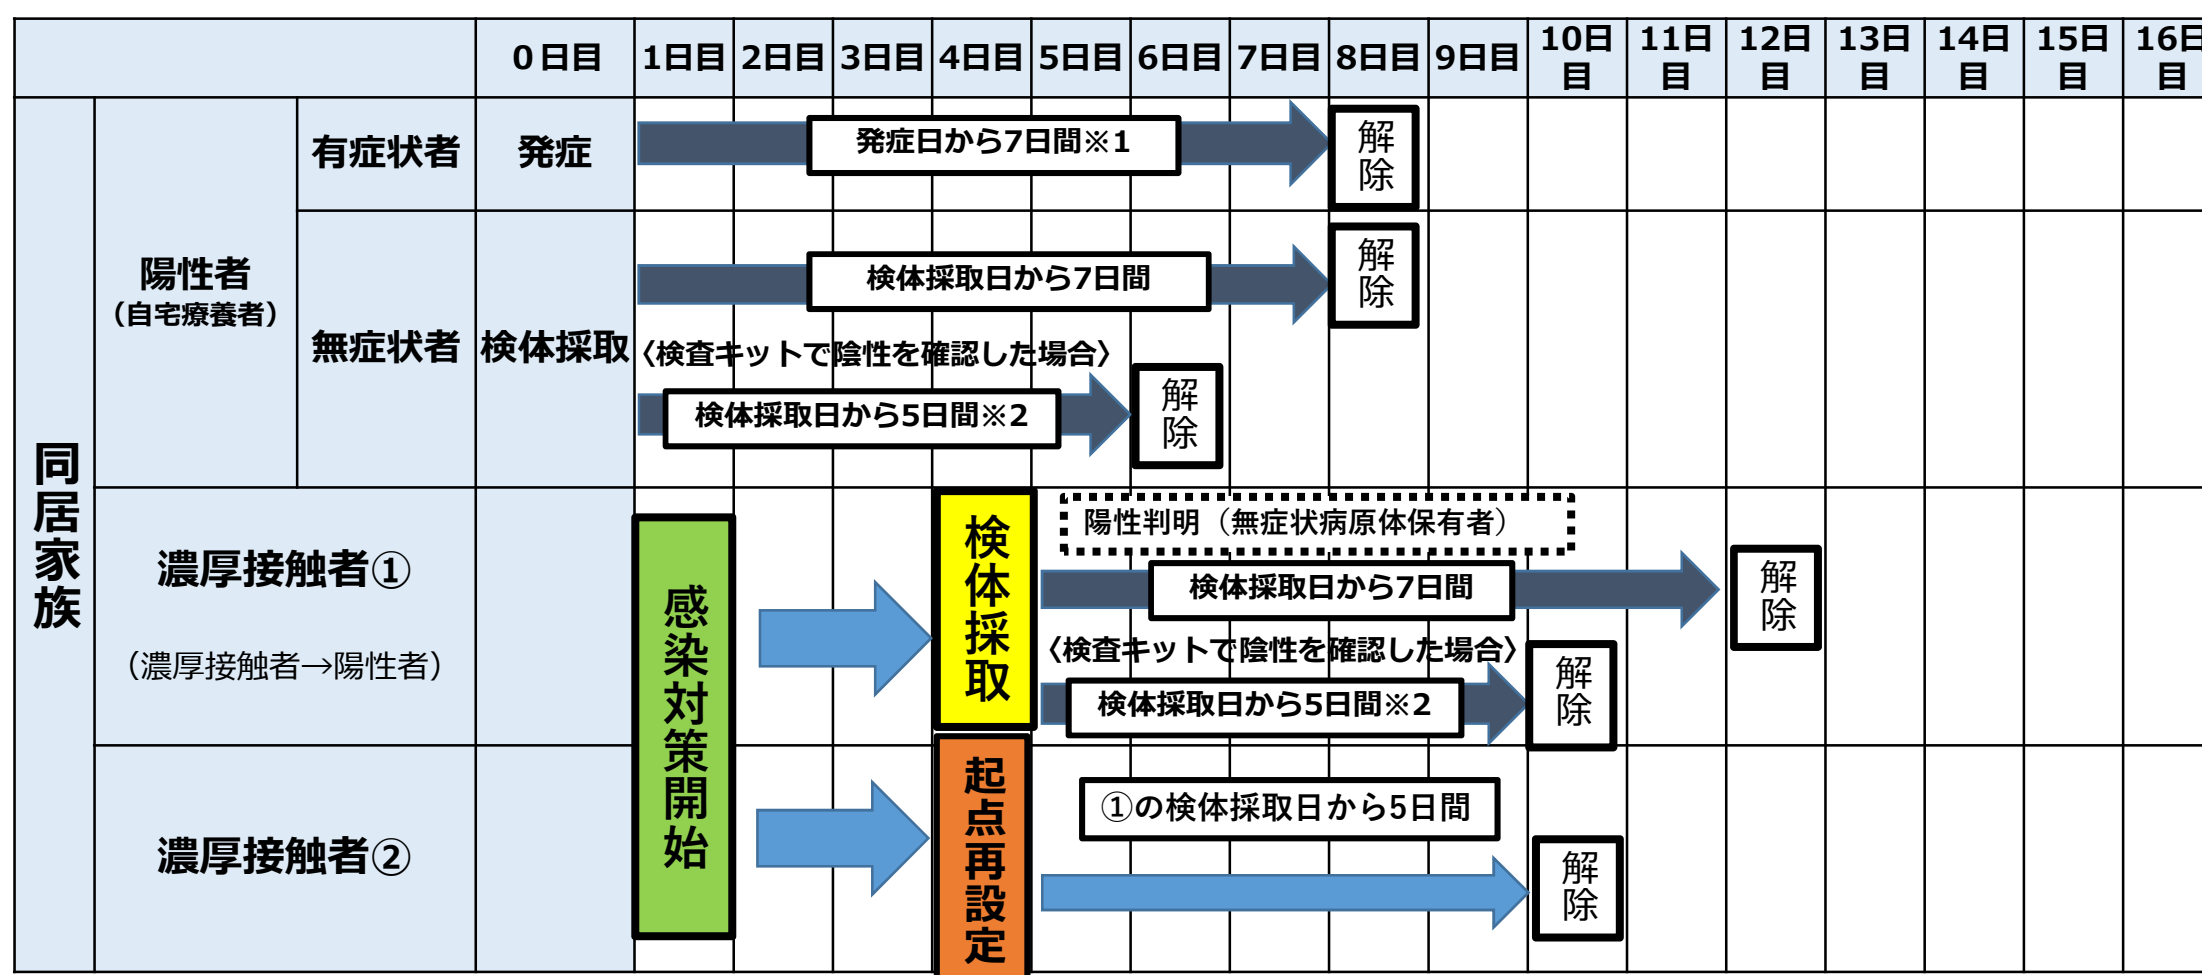 0日目
1日目
2日目
3日目
4日目
5日目
6日目
7日目
8日目
9日目
10日
目
11日
目
12日
目
13日
目
14日
目
15日
目
16日
目
同居家族
陽性者
（自宅療養者）
有症状者
発症
発症日から7日間※1
解除
無症状者
検体採取
検体採取日から7日間
解除
〈検査キットで陰性を確認した場合〉
検体採取日から5日間※2
解除
濃厚接触者①
（濃厚接触者→陽性者）
感染対策開始
検体採取
陽性判明（無症状病原体保有者）
検体採取日から7日間
解除
〈検査キットで陰性を確認した場合〉
検体採取日から5日間※2
解除
濃厚接触者②
起点再設定
①の検体採取日から5日間
解除